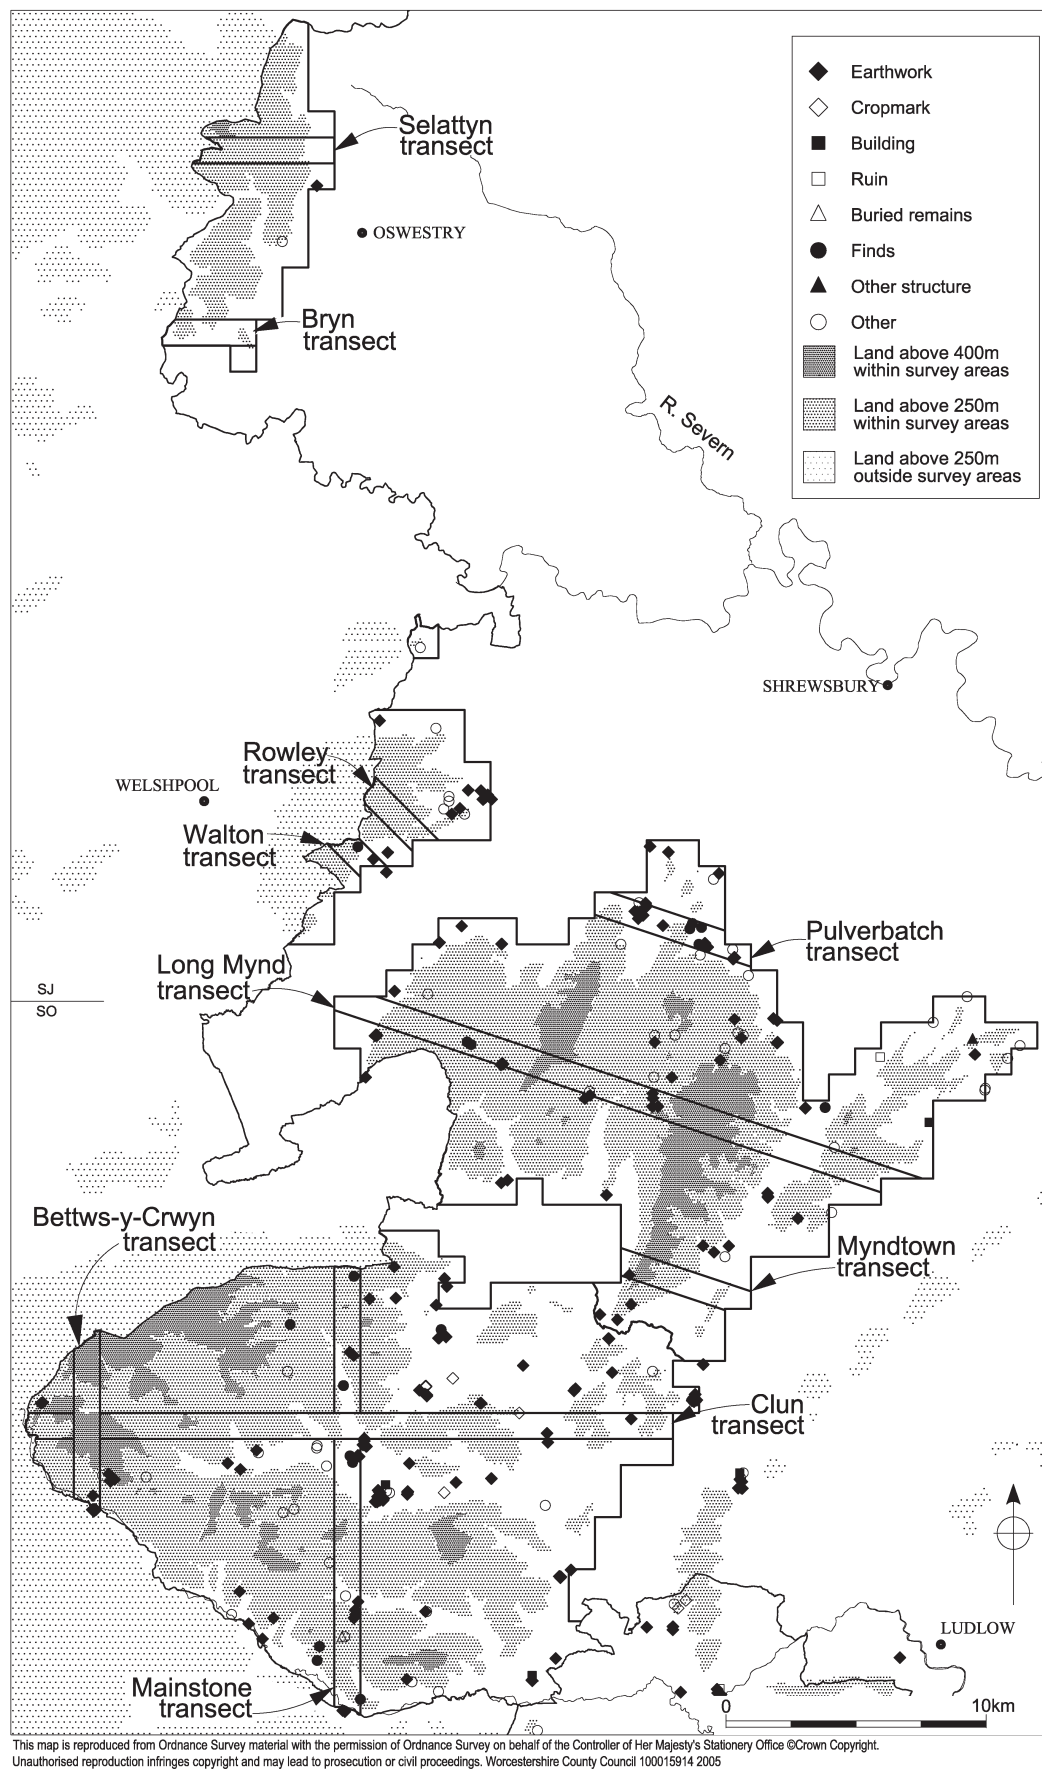 Selattyn
transect
OSWESTRY
Bryn
transect
R. Severn
Earthwork
Cropmark
Building
Ruin
Buried remains
Finds
Other structure
Other
Land above 400m
within survey areas
Land above 250m
within survey areas
Land above 250m
outside survey areas
SHREWSBURY
Rowley
transect
WELSHPOOL
Walton
transect
Pulverbatch
transect
Long Mynd
transect
SJ
SO
Bettws-y-Crwyn
transect
Myndtown
transect
Clun
transect
LUDLOW
Mainstone
transect
0 10km
This map is reproduced from Ordnance Survey material with the permission of Ordnance Survey on behalf of the Controller of Her Majesty's Stationery Office ©Crown Copyright.
Unauthorised reproduction infringes copyright and may lead to prosecution or civil proceedings. Worcestershire County Council 100015914 2005